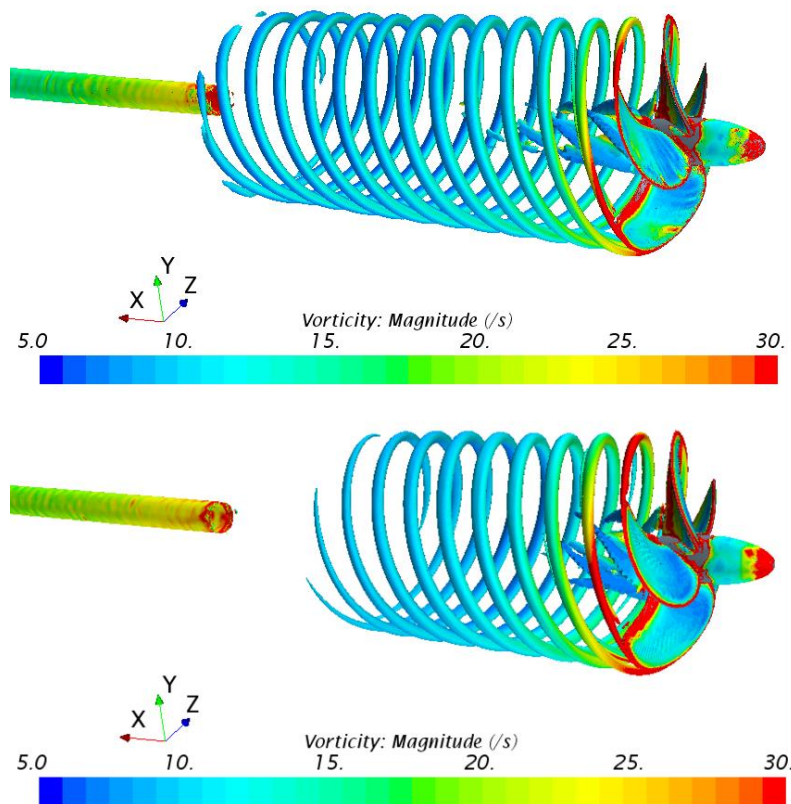 Y
Z
X
Vorticity: Magnitude (/s)
5.0 10. 15. 20. 25. 30.
Y
Z
X
Vorticity: Magnitude (/s)
5.0 10. 15. 20. 25. 30.